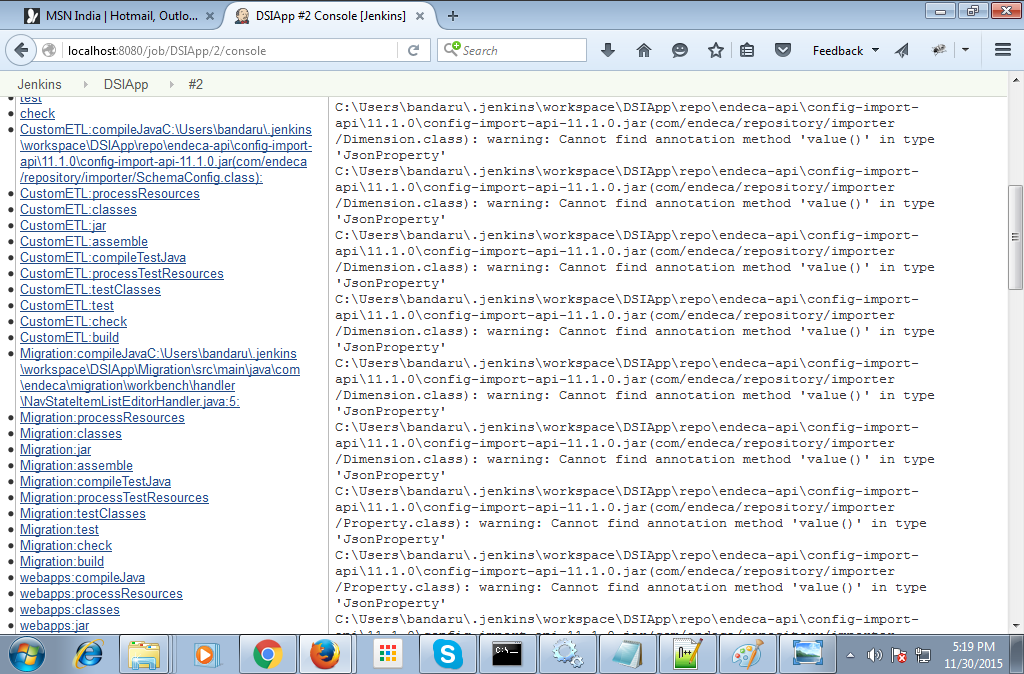 MSN India | Hotmail, Outlo...
DSIApp #2 Console [Jenkins]
localhost:8080/job/DSIApp/2/console
Search
Feedback
Jenkins
DSIApp
#2
test
check
CustomETL:compileJavaC:\Users\bandaru\.jenkins
\workspace\DSIApp\repo\endeca-api\config-import-
api\11.1.0\config-import-api-11.1.0.jar(com/endeca
/repository/importer/SchemaConfig.class):
CustomETL:processResources
CustomETL:classes
CustomETL:jar
CustomETL:assemble
CustomETL:compileTestJava
CustomETL:processTestResources
CustomETL:testClasses
CustomETL:test
CustomETL:check
CustomETL:build
Migration:compileJavaC:\Users\bandaru\.jenkins
\workspace\DSIApp\Migration\src\main\java\com
\endeca\migration\workbench\handler
\NavStateItemListEditorHandler.java:5:
Migration:processResources
Migration:classes
Migration:jar
Migration:assemble
Migration:compileTestJava
Migration:processTestResources
Migration:testClasses
Migration:test
Migration:check
Migration:build
webapps:compileJava
webapps:processResources
webapps:classes
webapps:jar
C:\Users\bandaru\.jenkins\workspace\DSIApp\repo\endeca-api\config-import-
api\11.1.0\config-import-api-11.1.0.jar(com/endeca/repository/importer
/Dimension.class): warning: Cannot find annotation method 'value()' in type
'JsonProperty'
C:\Users\bandaru\.jenkins\workspace\DSIApp\repo\endeca-api\config-import-
api\11.1.0\config-import-api-11.1.0.jar(com/endeca/repository/importer
/Dimension.class): warning: Cannot find annotation method 'value()' in type
'JsonProperty'
C:\Users\bandaru\.jenkins\workspace\DSIApp\repo\endeca-api\config-import-
api\11.1.0\config-import-api-11.1.0.jar(com/endeca/repository/importer
/Dimension.class): warning: Cannot find annotation method 'value()' in type
'JsonProperty'
C:\Users\bandaru\.jenkins\workspace\DSIApp\repo\endeca-api\config-import-
api\11.1.0\config-import-api-11.1.0.jar(com/endeca/repository/importer
/Dimension.class): warning: Cannot find annotation method 'value()' in type
'JsonProperty'
C:\Users\bandaru\.jenkins\workspace\DSIApp\repo\endeca-api\config-import-
api\11.1.0\config-import-api-11.1.0.jar(com/endeca/repository/importer
/Dimension.class): warning: Cannot find annotation method 'value()' in type
'JsonProperty'
C:\Users\bandaru\.jenkins\workspace\DSIApp\repo\endeca-api\config-import-
api\11.1.0\config-import-api-11.1.0.jar(com/endeca/repository/importer
/Dimension.class): warning: Cannot find annotation method 'value()' in type
'JsonProperty'
C:\Users\bandaru\.jenkins\workspace\DSIApp\repo\endeca-api\config-import-
api\11.1.0\config-import-api-11.1.0.jar(com/endeca/repository/importer
/Property.class): warning: Cannot find annotation method 'value()' in type
'JsonProperty'
C:\Users\bandaru\.jenkins\workspace\DSIApp\repo\endeca-api\config-import-
api\11.1.0\config-import-api-11.1.0.jar(com/endeca/repository/importer
/Property.class): warning: Cannot find annotation method 'value()' in type
'JsonProperty'
C:\Users\bandaru\.jenkins\workspace\DSIApp\repo\endeca-api\config-import-
api\11.1.0\config-import-api-11.1.0.jar(com/endeca/repository/importer
5:19 PM
11/30/2015